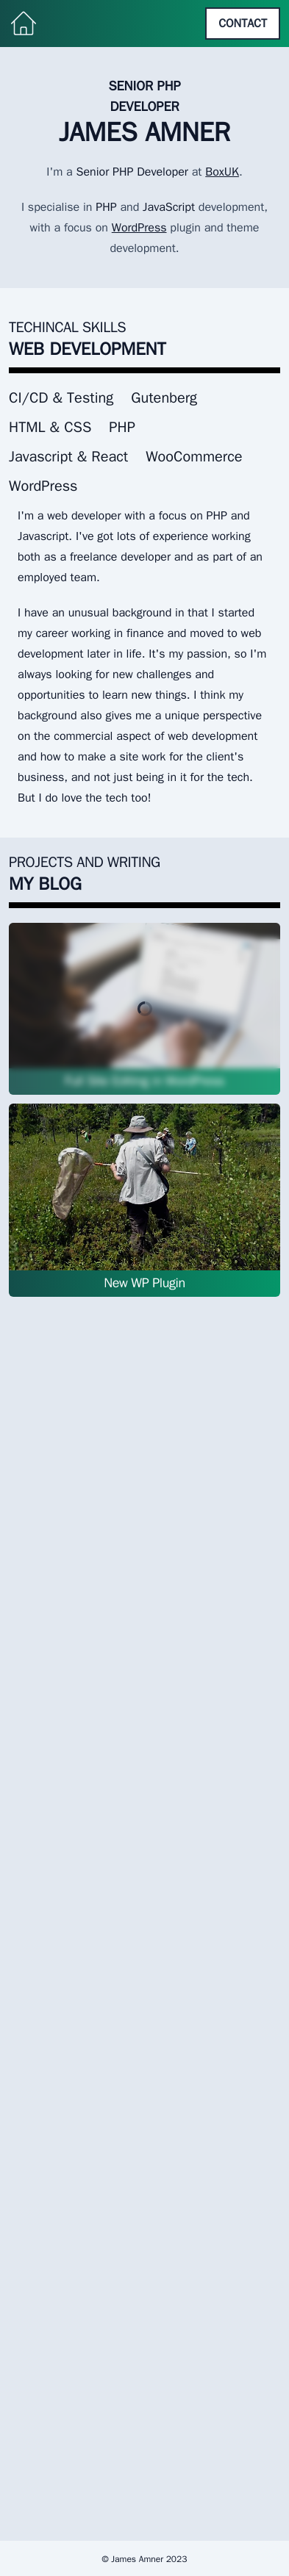 CONTACT
SENIOR PHP
DEVELOPER
JAMES AMNER
I'm a Senior PHP Developer at BoxUK.
I specialise in PHP and JavaScript development,
with a focus on WordPress plugin and theme
development.
TECHINCAL SKILLS
WEB DEVELOPMENT
CI/CD & Testing Gutenberg
HTML & CSS PHP
Javascript & React WooCommerce
WordPress
I'm a web developer with a focus on PHP and
Javascript. I've got lots of experience working
both as a freelance developer and as part of an
employed team.
I have an unusual background in that I started
my career working in finance and moved to web
development later in life. It's my passion, so I'm
always looking for new challenges and
opportunities to learn new things. I think my
background also gives me a unique perspective
on the commercial aspect of web development
and how to make a site work for the client's
business, and not just being in it for the tech.
But I do love the tech too!
PROJECTS AND WRITING
MY BLOG
New WP Plugin
© James Amner 2023